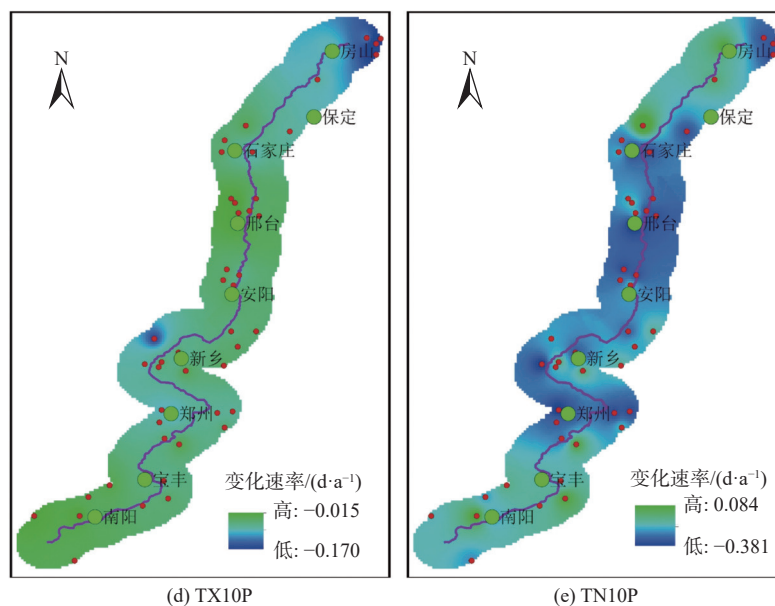 N
房山
保定
石家庄
邢台
安阳
新乡
郑州
宝丰
南阳
变化速率/(d·a⁻¹)
高: −0.015
低: −0.170
(d) TX10P
N
房山
保定
石家庄
邢台
安阳
新乡
郑州
宝丰
南阳
变化速率/(d·a⁻¹)
高: 0.084
低: −0.381
(e) TN10P